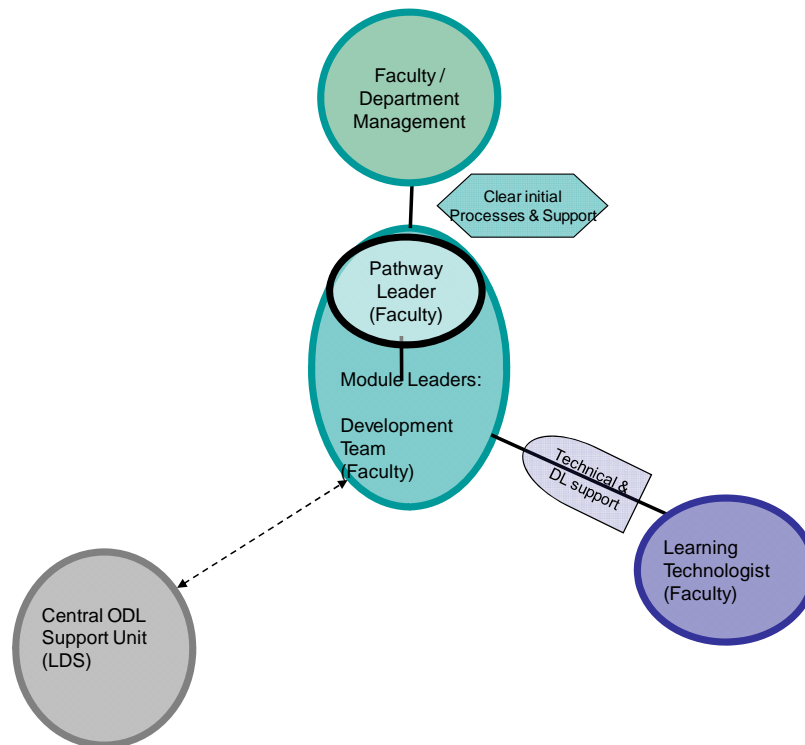 Faculty /
Department
Management
Clear initial
Processes & Support
Pathway
Leader
(Faculty)
Module Leaders:
Development
Team
(Faculty)
Technical &
DL support
Learning
Technologist
(Faculty)
Central ODL
Support Unit
(LDS)